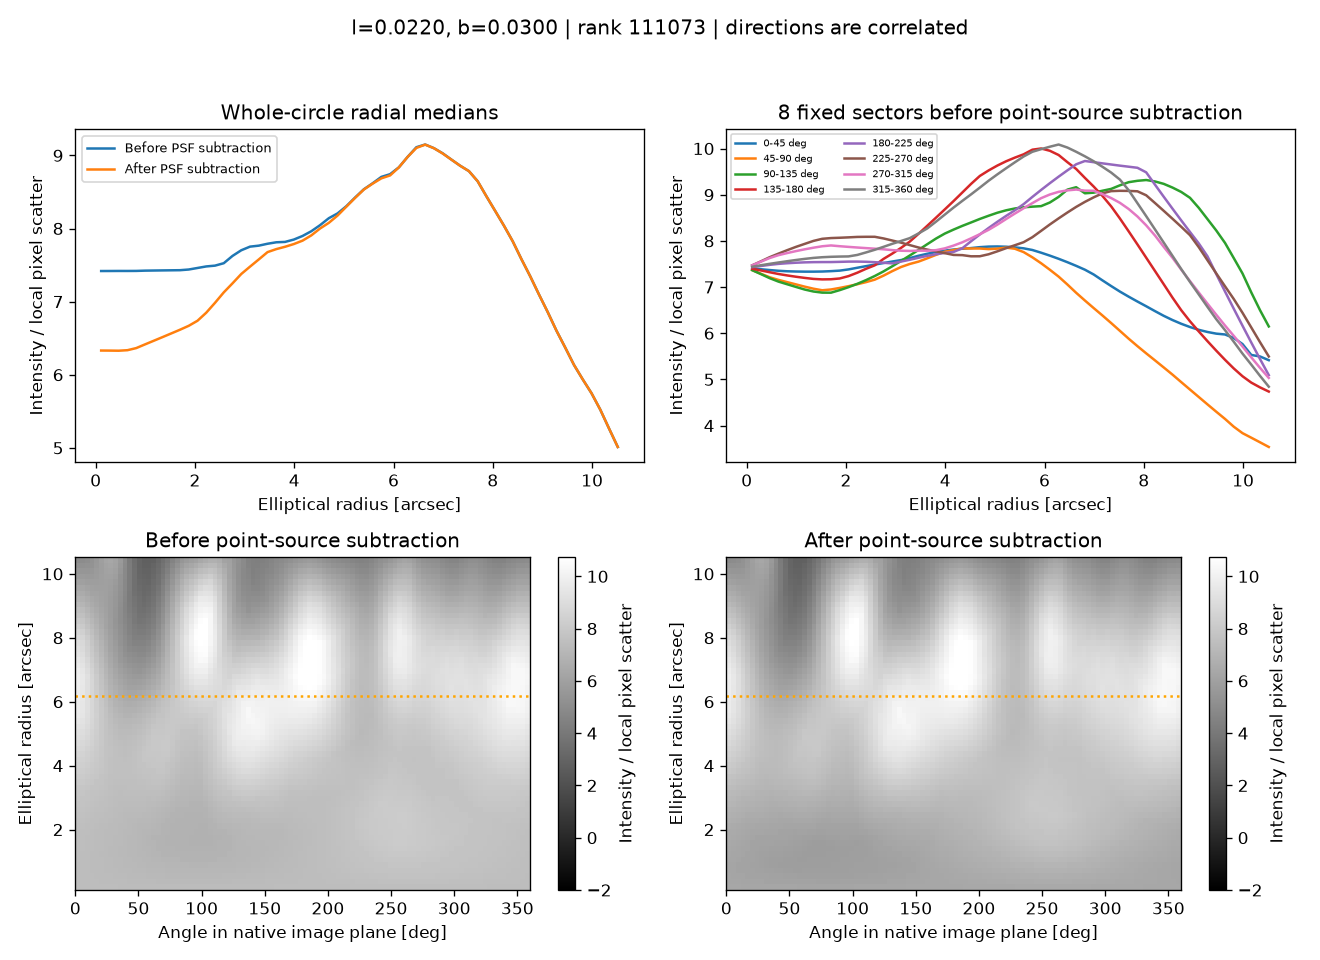 l=0.0220, b=0.0300 | rank 111073 | directions are correlated
Whole-circle radial medians
Before PSF subtraction
After PSF subtraction
9
8
7
6
5
Intensity / local pixel scatter
0 2 4 6 8 10
Elliptical radius [arcsec]
8 fixed sectors before point-source subtraction
0-45 deg
45-90 deg
90-135 deg
135-180 deg
180-225 deg
225-270 deg
270-315 deg
315-360 deg
10
9
8
7
6
5
4
Intensity / local pixel scatter
0 2 4 6 8 10
Elliptical radius [arcsec]
Before point-source subtraction
10
8
6
4
2
Elliptical radius [arcsec]
0 50 100 150 200 250 300 350
Angle in native image plane [deg]
10
8
6
4
2
0
−2
Intensity / local pixel scatter
After point-source subtraction
10
8
6
4
2
Elliptical radius [arcsec]
0 50 100 150 200 250 300 350
Angle in native image plane [deg]
10
8
6
4
2
0
−2
Intensity / local pixel scatter